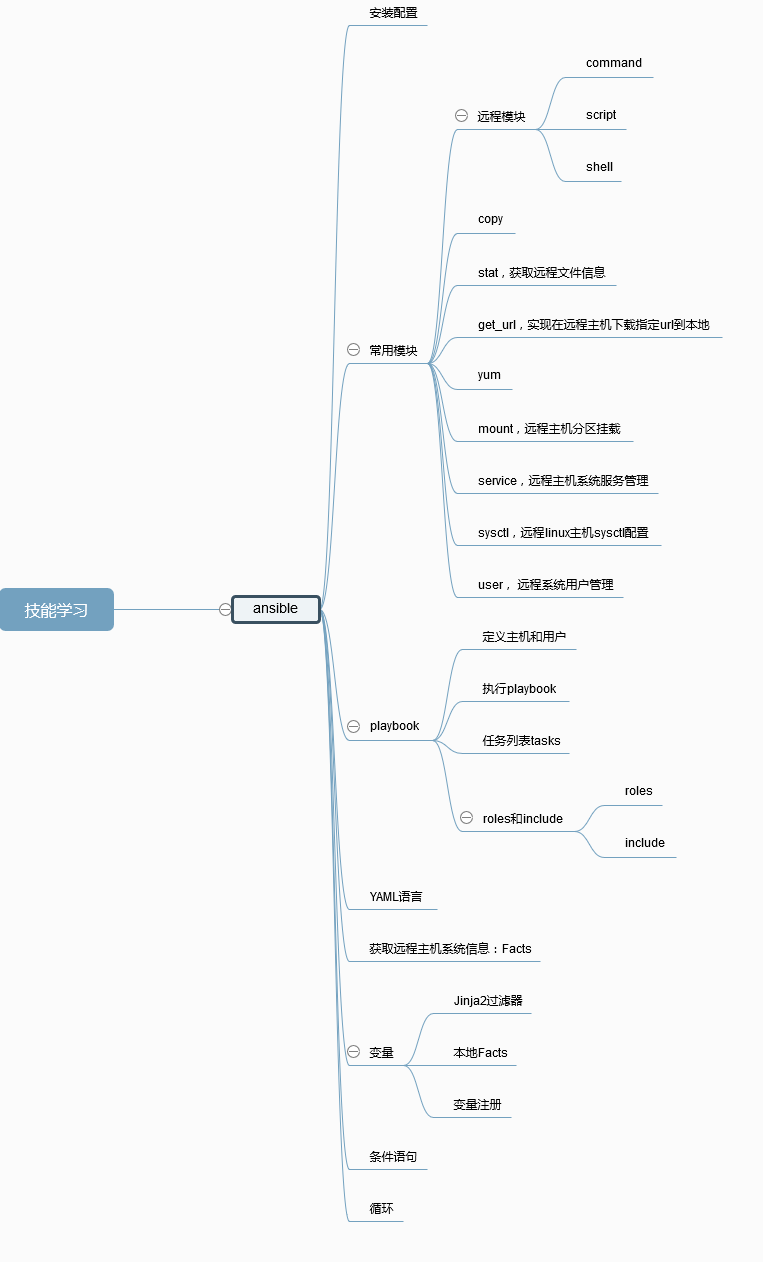 安装配置
command
远程模块
script
shell
copy
stat，获取远程文件信息
get_url，实现在远程主机下载指定url到本地
常用模块
yum
mount，远程主机分区挂载
service，远程主机系统服务管理
sysctl，远程linux主机sysctl配置
user， 远程系统用户管理
技能学习
ansible
定义主机和用户
执行playbook
playbook
任务列表tasks
roles
roles和include
include
YAML语言
获取远程主机系统信息：Facts
Jinja2过滤器
变量
本地Facts
变量注册
条件语句
循环